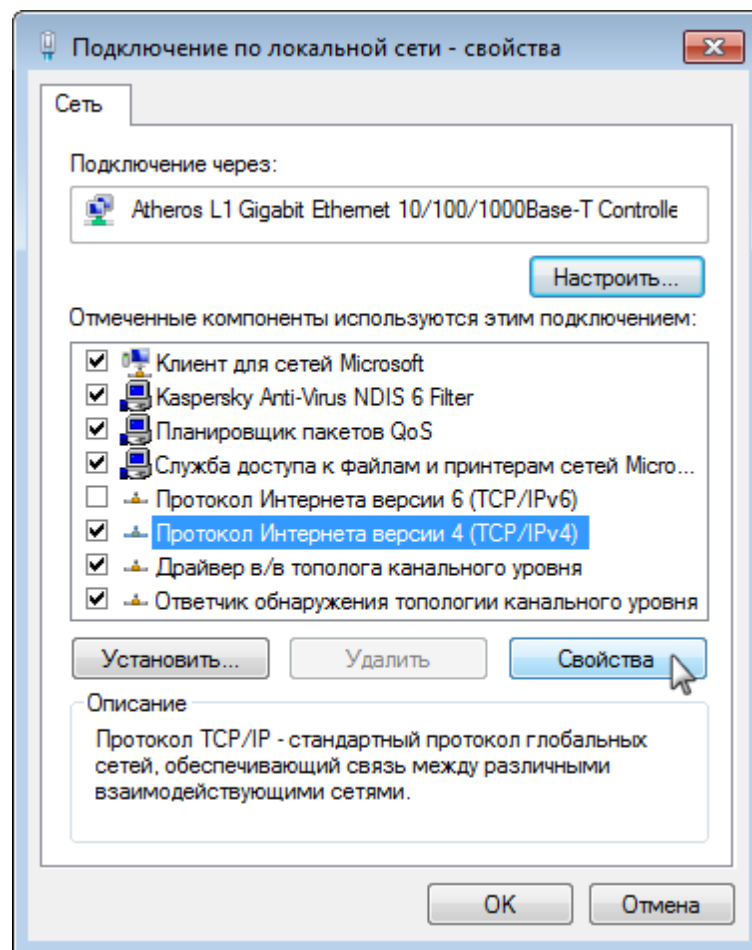 Подключение по локальной сети - свойства
Сеть
Подключение через:
Atheros L1 Gigabit Ethernet 10/100/1000Base-T Controlle
Настроить...
Отмеченные компоненты используются этим подключением:
Клиент для сетей Microsoft
Kaspersky Anti-Virus NDIS 6 Filter
Планировщик пакетов QoS
Служба доступа к файлам и принтерам сетей Micro...
Протокол Интернета версии 6 (TCP/IPv6)
Протокол Интернета версии 4 (TCP/IPv4)
Драйвер в/в тополога канального уровня
Ответчик обнаружения топологии канального уровня
Установить...
Удалить
Свойства
Описание
Протокол TCP/IP - стандартный протокол глобальных
сетей, обеспечивающий связь между различными
взаимодействующими сетями.
OK
Отмена